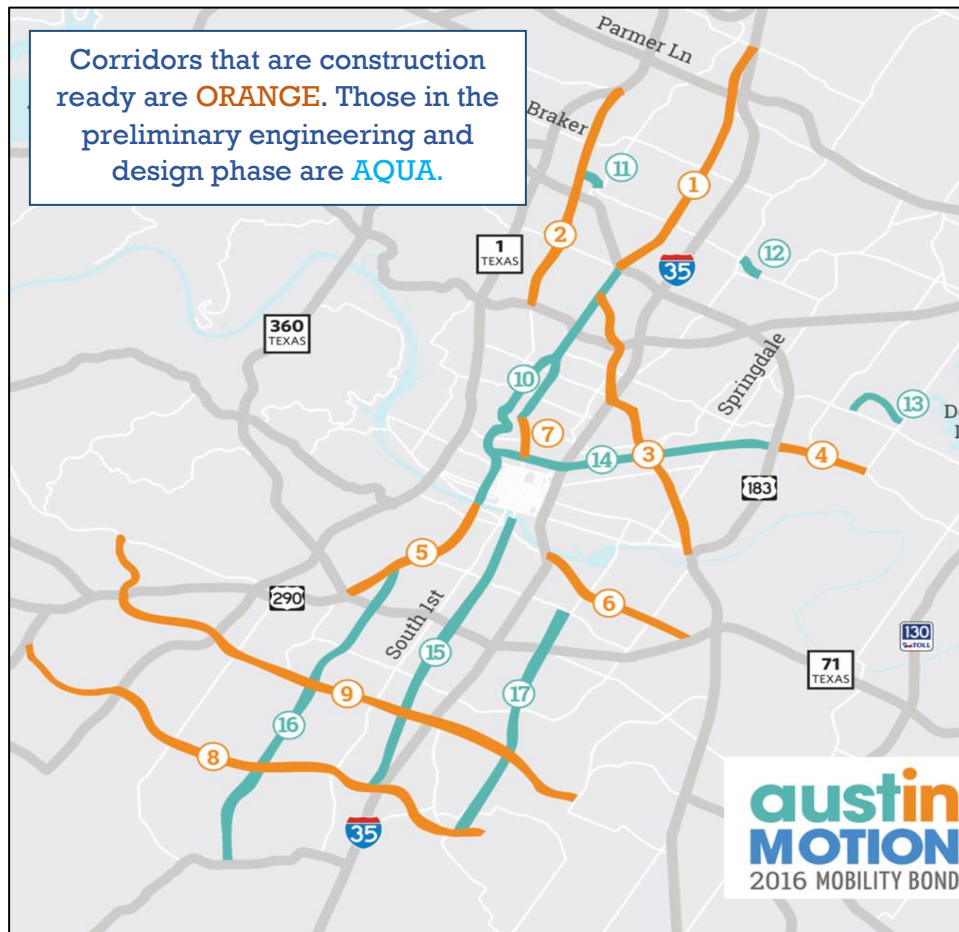 Corridors that are construction
ready are ORANGE. Those in the
preliminary engineering and
design phase are AQUA.
Parmer Ln
Braker
11
1
2
12
1
TEXAS
35
360
TEXAS
Springdale
10
13
7
14
3
4
183
5
290
6
South 1st
130
TOLL
15
71
TEXAS
17
9
16
8
35
austin
MOTION
2016 MOBILITY BOND